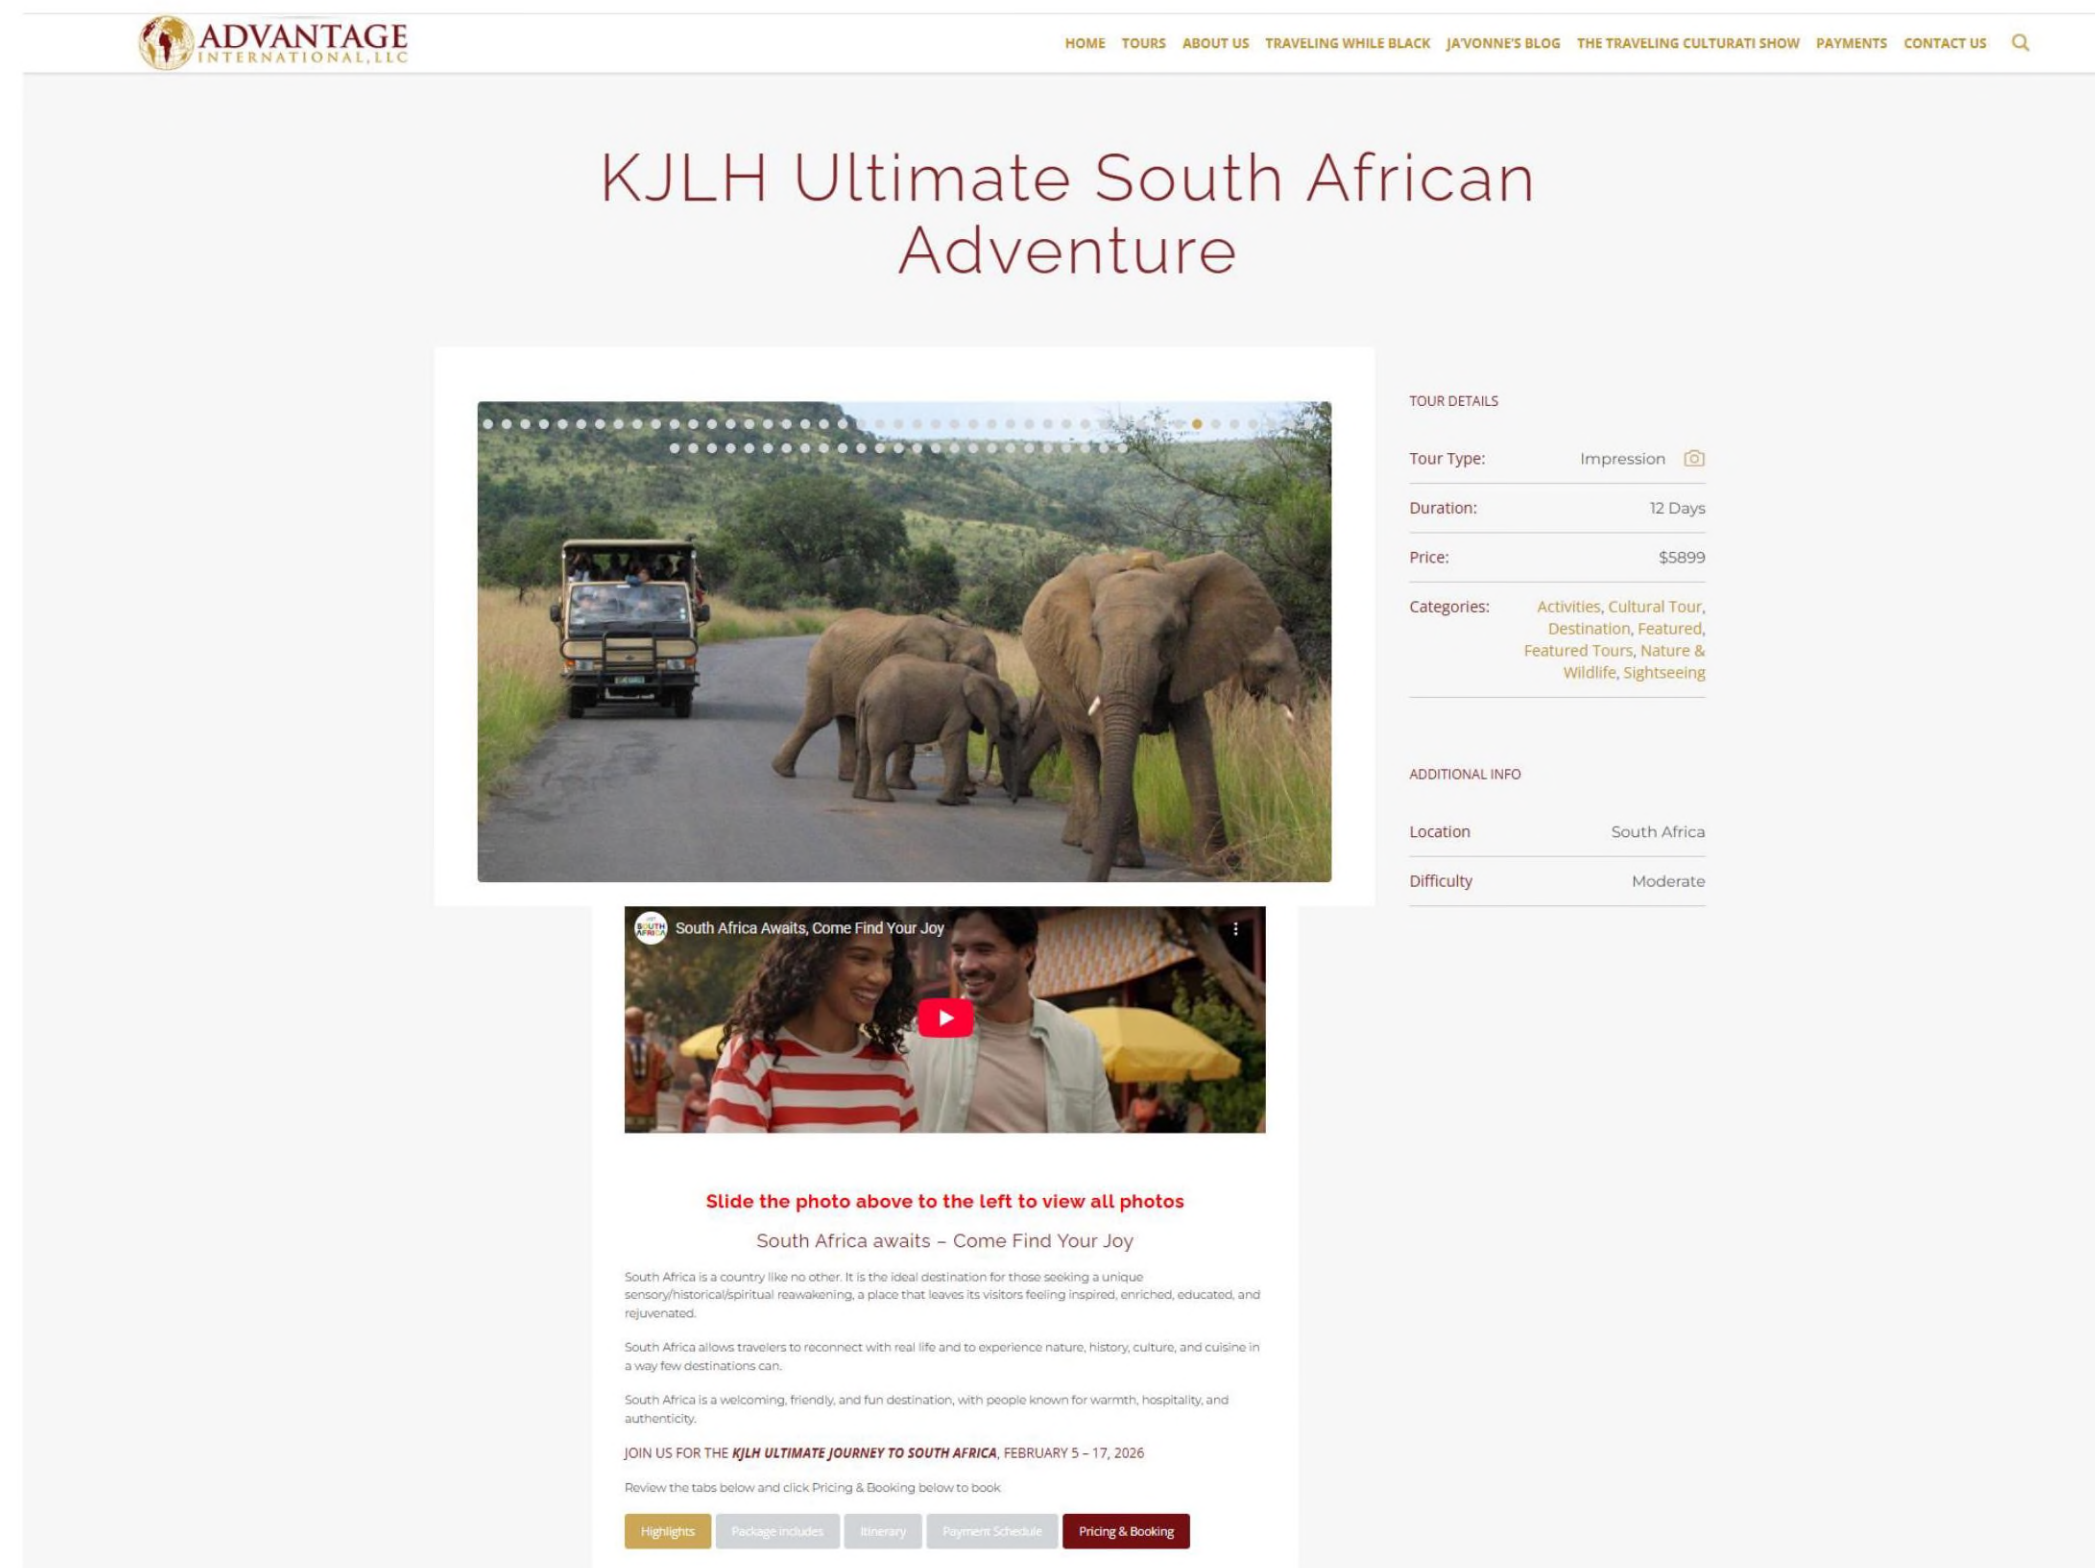 ADVANTAGE
INTERNATIONAL, LLC
HOME TOURS ABOUT US TRAVELING WHILE BLACK JA'VONNE'S BLOG THE TRAVELING CULTURATI SHOW PAYMENTS CONTACT US
KJLH Ultimate South African
Adventure
TOUR DETAILS
Tour Type: Impression
Duration: 12 Days
Price: $5899
Categories: Activities, Cultural Tour,
Destination, Featured,
Featured Tours, Nature &
Wildlife, Sightseeing
ADDITIONAL INFO
Location South Africa
Difficulty Moderate
SOUTH
AFRICA
South Africa Awaits, Come Find Your Joy
Slide the photo above to the left to view all photos
South Africa awaits – Come Find Your Joy
South Africa is a country like no other. It is the ideal destination for those seeking a unique
sensory/historical/spiritual reawakening, a place that leaves its visitors feeling inspired, enriched, educated, and
rejuvenated.
South Africa allows travelers to reconnect with real life and to experience nature, history, culture, and cuisine in
a way few destinations can.
South Africa is a welcoming, friendly, and fun destination, with people known for warmth, hospitality, and
authenticity.
JOIN US FOR THE KJLH ULTIMATE JOURNEY TO SOUTH AFRICA, FEBRUARY 5 – 17, 2026
Review the tabs below and click Pricing & Booking below to book
Highlights Package includes Itinerary Payment Schedule Pricing & Booking